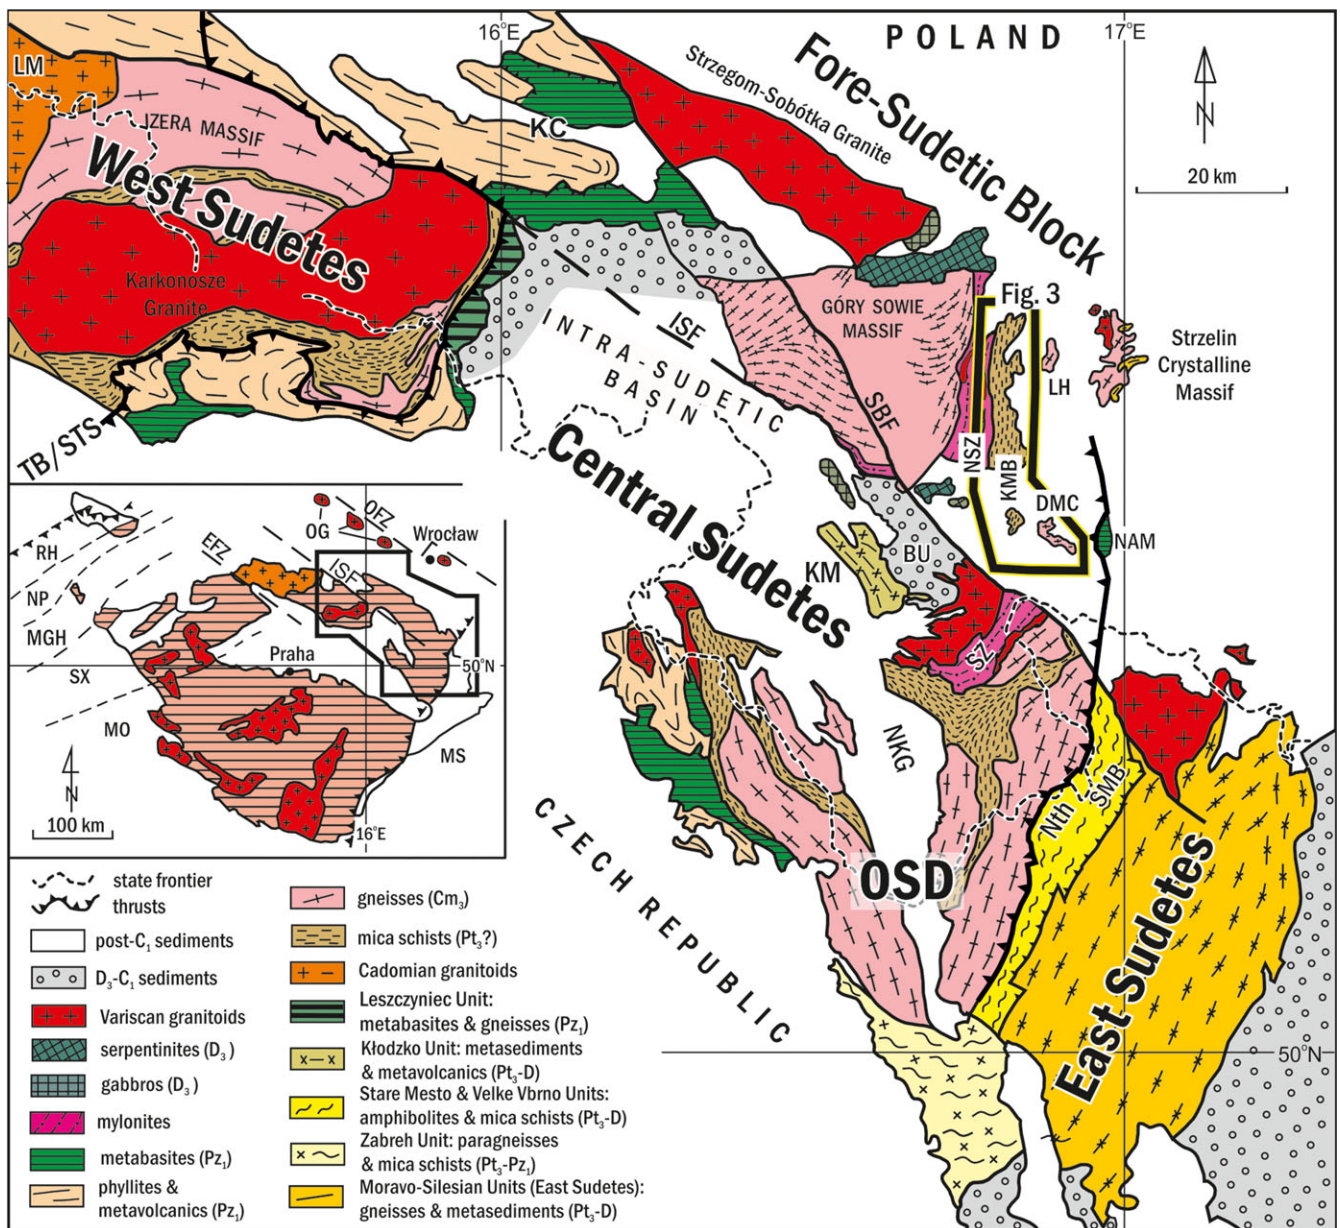 POLAND
16°E
17°E
LM
IZERA MASSIF
West Sudetes
Karkonosze
Granite
KC
Strzegom-Sobótka Granite
Fore-Sudetic Block
N
20 km
ISF
INTRA-SUDETIC
BASIN
GÓRY SOWIE
MASSIF
Fig. 3
LH
Strzelin
Crystalline
Massif
SBF
NSZ
KMB
DMC
NAM
TB/STS
Central Sudetes
BU
KM
SZ
NKG
Nth
SMB
OSD
CZECH REPUBLIC
East Sudetes
50°N
RH
NP
MGH
SX
MO
EFZ
OG
OFZ
Wrocław
ISF
Praha
50°N
MS
N
100 km
16°E
state frontier
thrusts
post-C₁ sediments
D₃-C₁ sediments
Variscan granitoids
serpentinites (D₃)
gabbros (D₃)
mylonites
metabasites (Pz₁)
phyllites &
metavolcanics (Pz₁)
gneisses (Cm₃)
mica schists (Pt₃?)
Cadomian granitoids
Leszczyniec Unit:
metabasites & gneisses (Pz₁)
Kłodzko Unit: metasediments
& metavolcanics (Pt₃-D)
Stare Mesto & Velke Vbrno Units:
amphibolites & mica schists (Pt₃-D)
Zabreh Unit: paragneisses
& mica schists (Pt₃-Pz₁)
Moravo-Silesian Units (East Sudetes):
gneisses & metasediments (Pt₃-D)